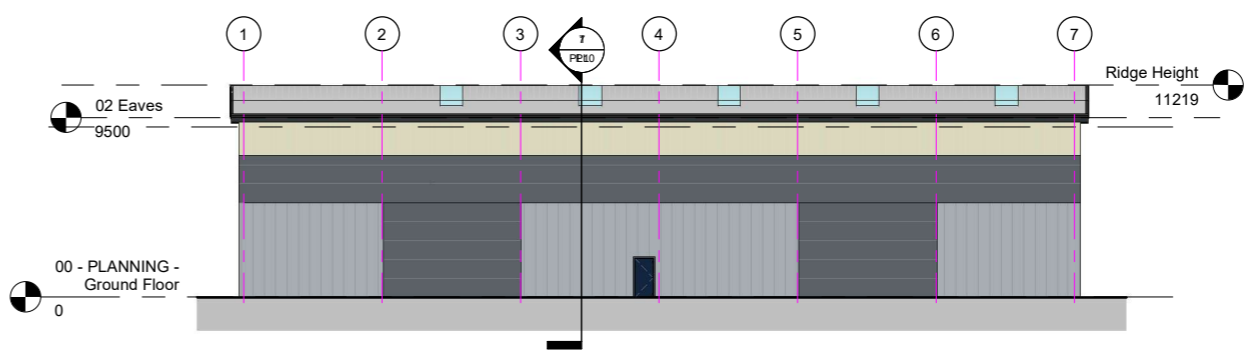 1 2 3 4 5 6 7
Ridge Height
11219
02 Eaves
9500
00 - PLANNING -
Ground Floor
0